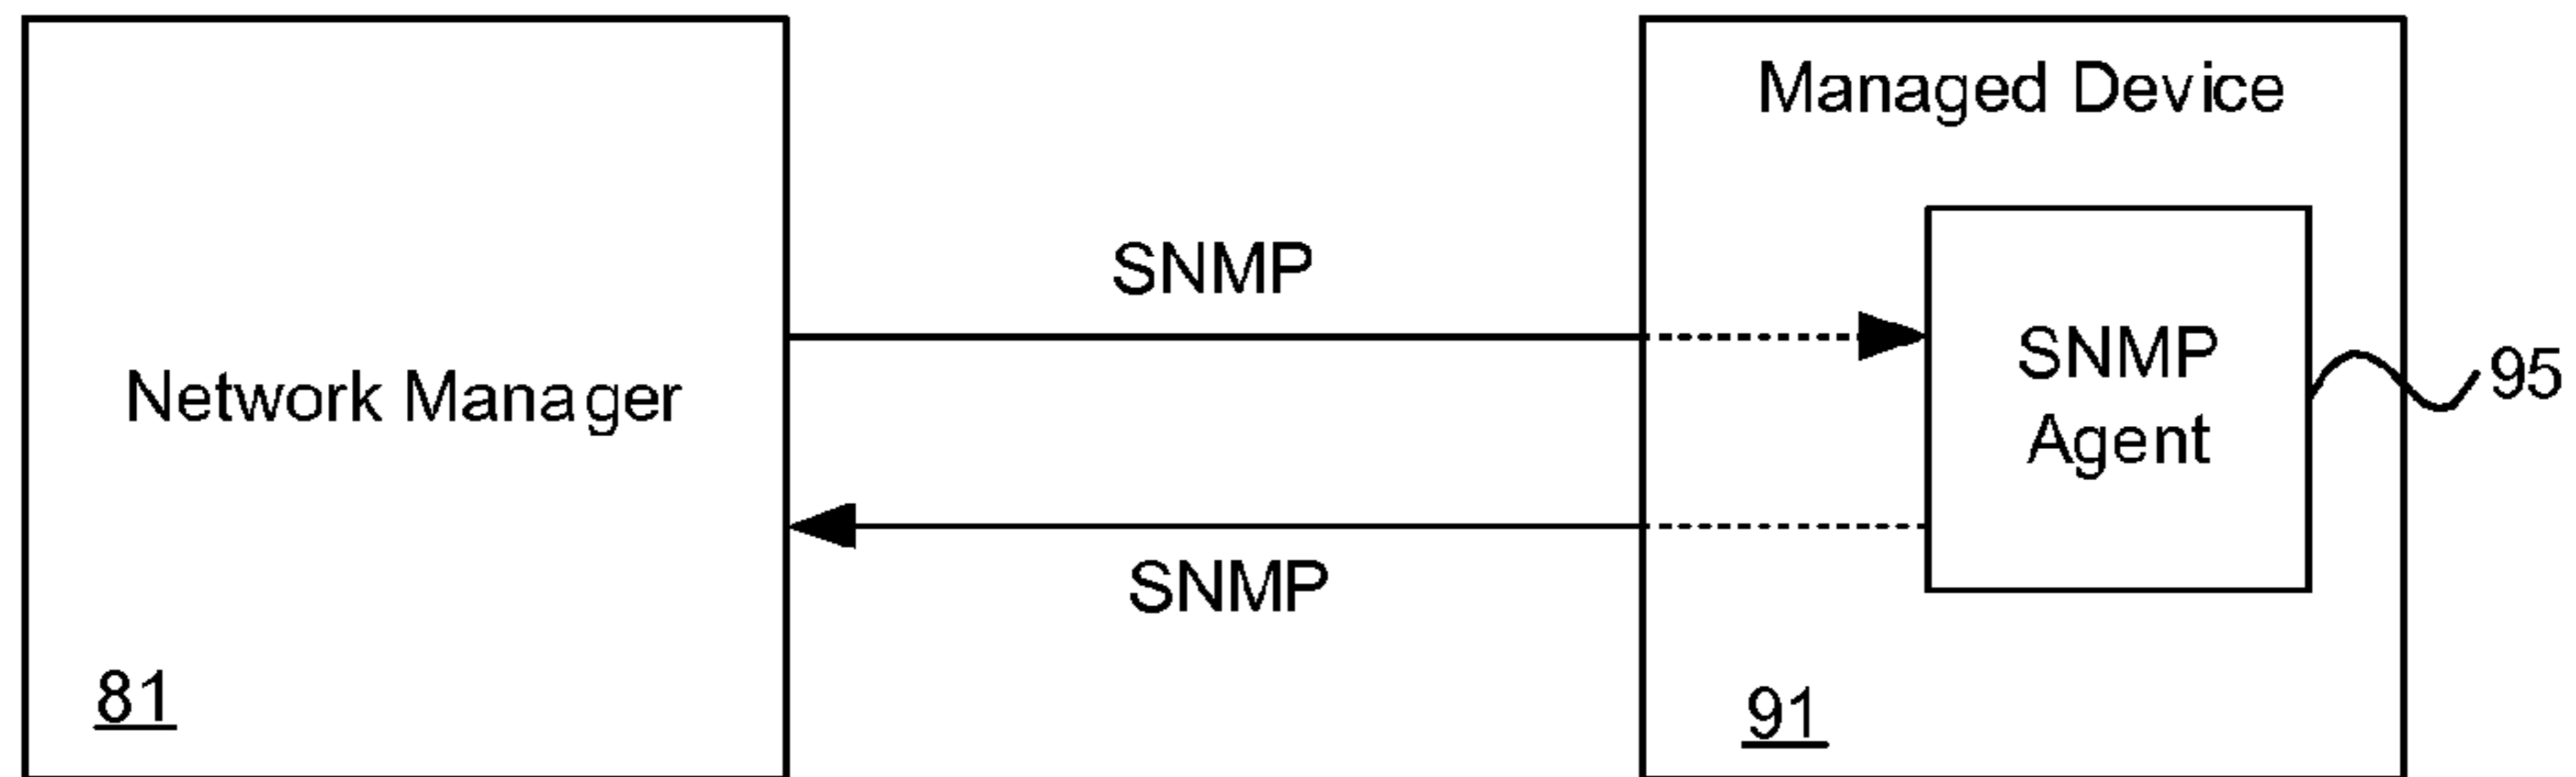 Managed Device
SNMP
SNMP
Agent
95
Network Manager
SNMP
81
91